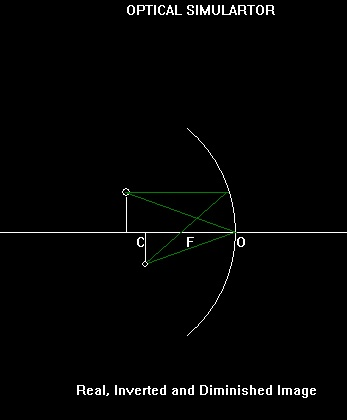 OPTICAL SIMULARTOR
C F O
Real, Inverted and Diminished Image